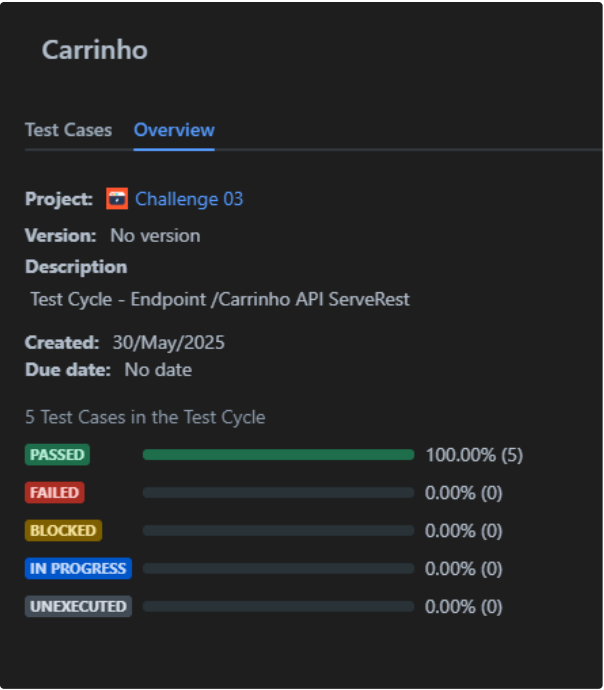 Carrinho
Test Cases Overview
Project: Challenge 03
Version: No version
Description
Test Cycle - Endpoint /Carrinho API ServeRest
Created: 30/May/2025
Due date: No date
5 Test Cases in the Test Cycle
PASSED 100.00% (5)
FAILED 0.00% (0)
BLOCKED 0.00% (0)
IN PROGRESS 0.00% (0)
UNEXECUTED 0.00% (0)